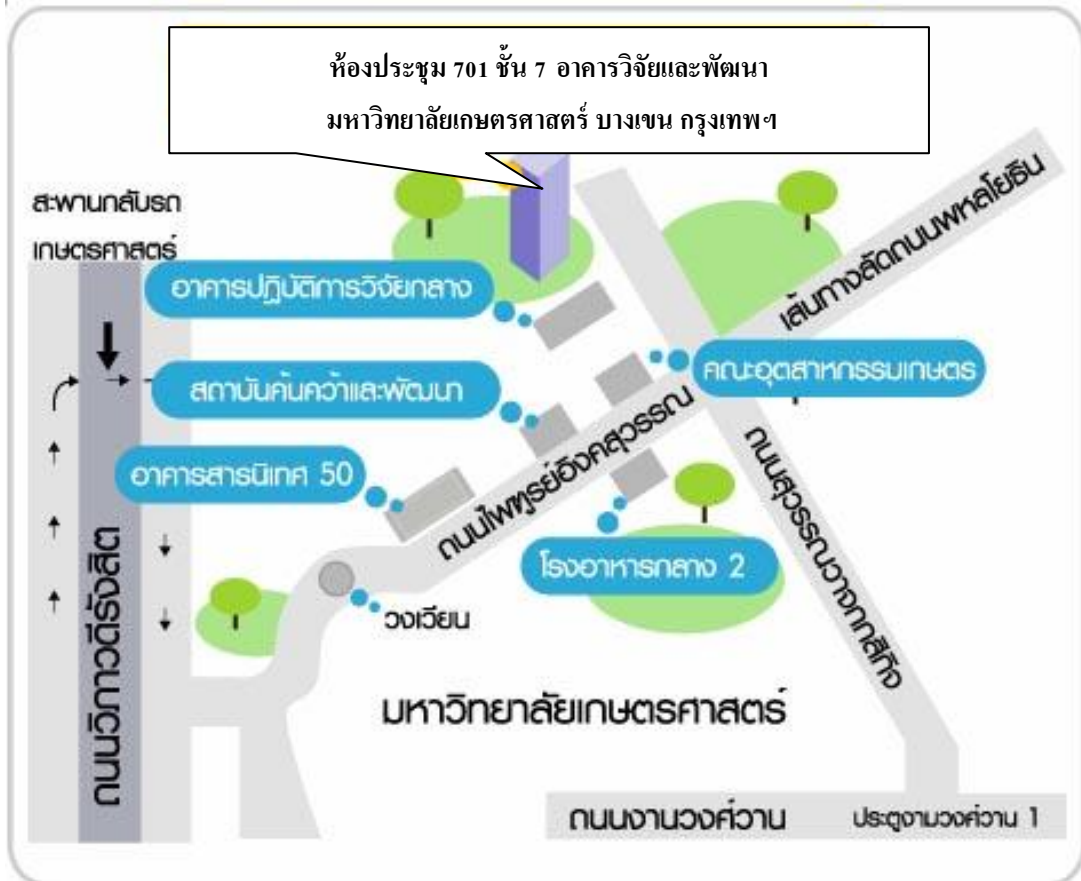 ห้องประชุม 701 ชั้น 7 อาคารวิจัยและพัฒนา
มหาวิทยาลัยเกษตรศาสตร์ บางเขน กรุงเทพฯ
สะพานกลับรถ
เกษตรศาสตร์
อาคารปฏิบัติการวิจัยกลาง
เส้นทางลัดถนนพหลโยธิน
คณะอุตสาหกรรมเกษตร
สถาบันค้นคว้าและพัฒนา
อาคารสารนิเทศ 50
ถนนไพฑูรย์อิงคสุวรรณ
ถนนสุวรรณวาจกกสิกิจ
โรงอาหารกลาง 2
วงเวียน
ถนนวิภาวดีรังสิต
มหาวิทยาลัยเกษตรศาสตร์
ถนนงานวงศ์วาน
ประตูงามวงศ์วาน 1